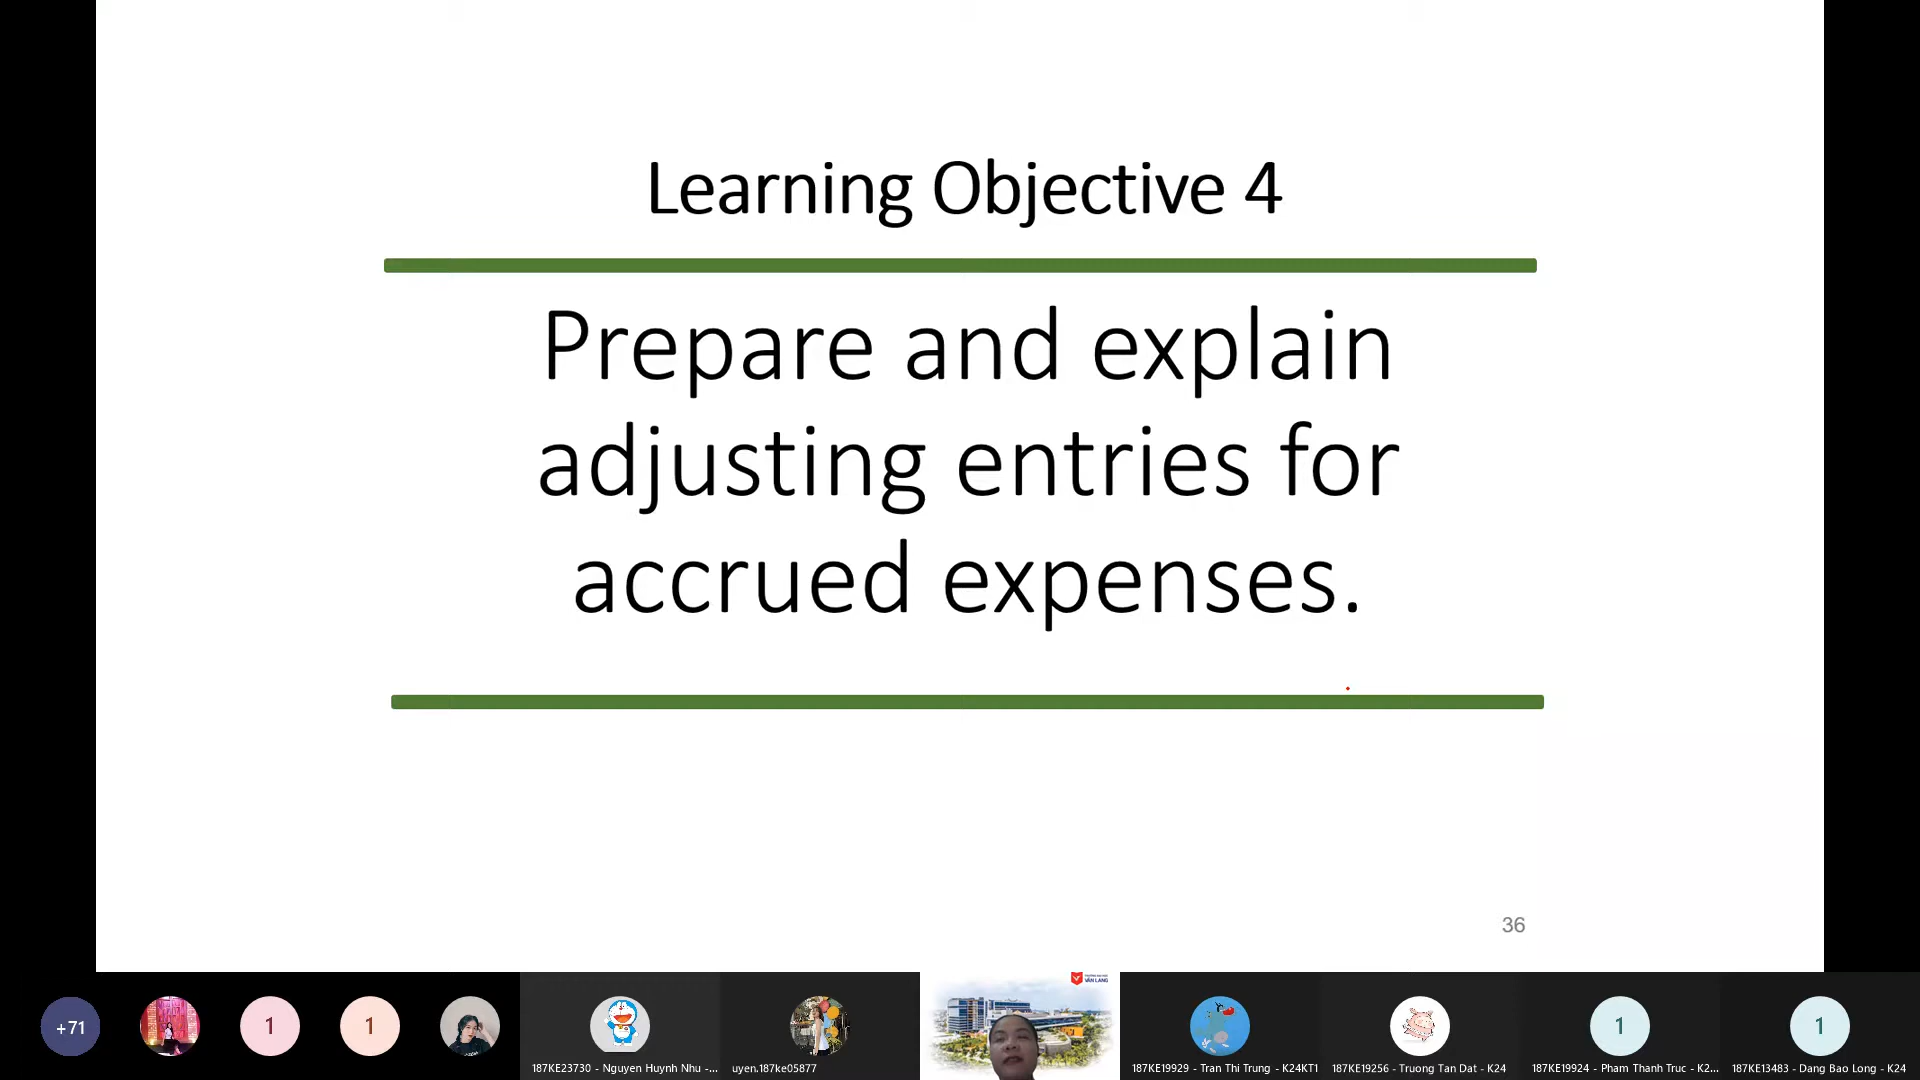 Learning Objective 4
Prepare and explain
adjusting entries for
accrued expenses.
36
+71
1
1
187KE23730 - Nguyen Huynh Nhu -...
uyen.187ke05877
VĂN LANG
187KE19929 - Tran Thi Trung - K24KT1
187KE19256 - Truong Tan Dat - K24
1
187KE19924 - Pham Thanh Truc - K2...
1
187KE13483 - Dang Bao Long - K24